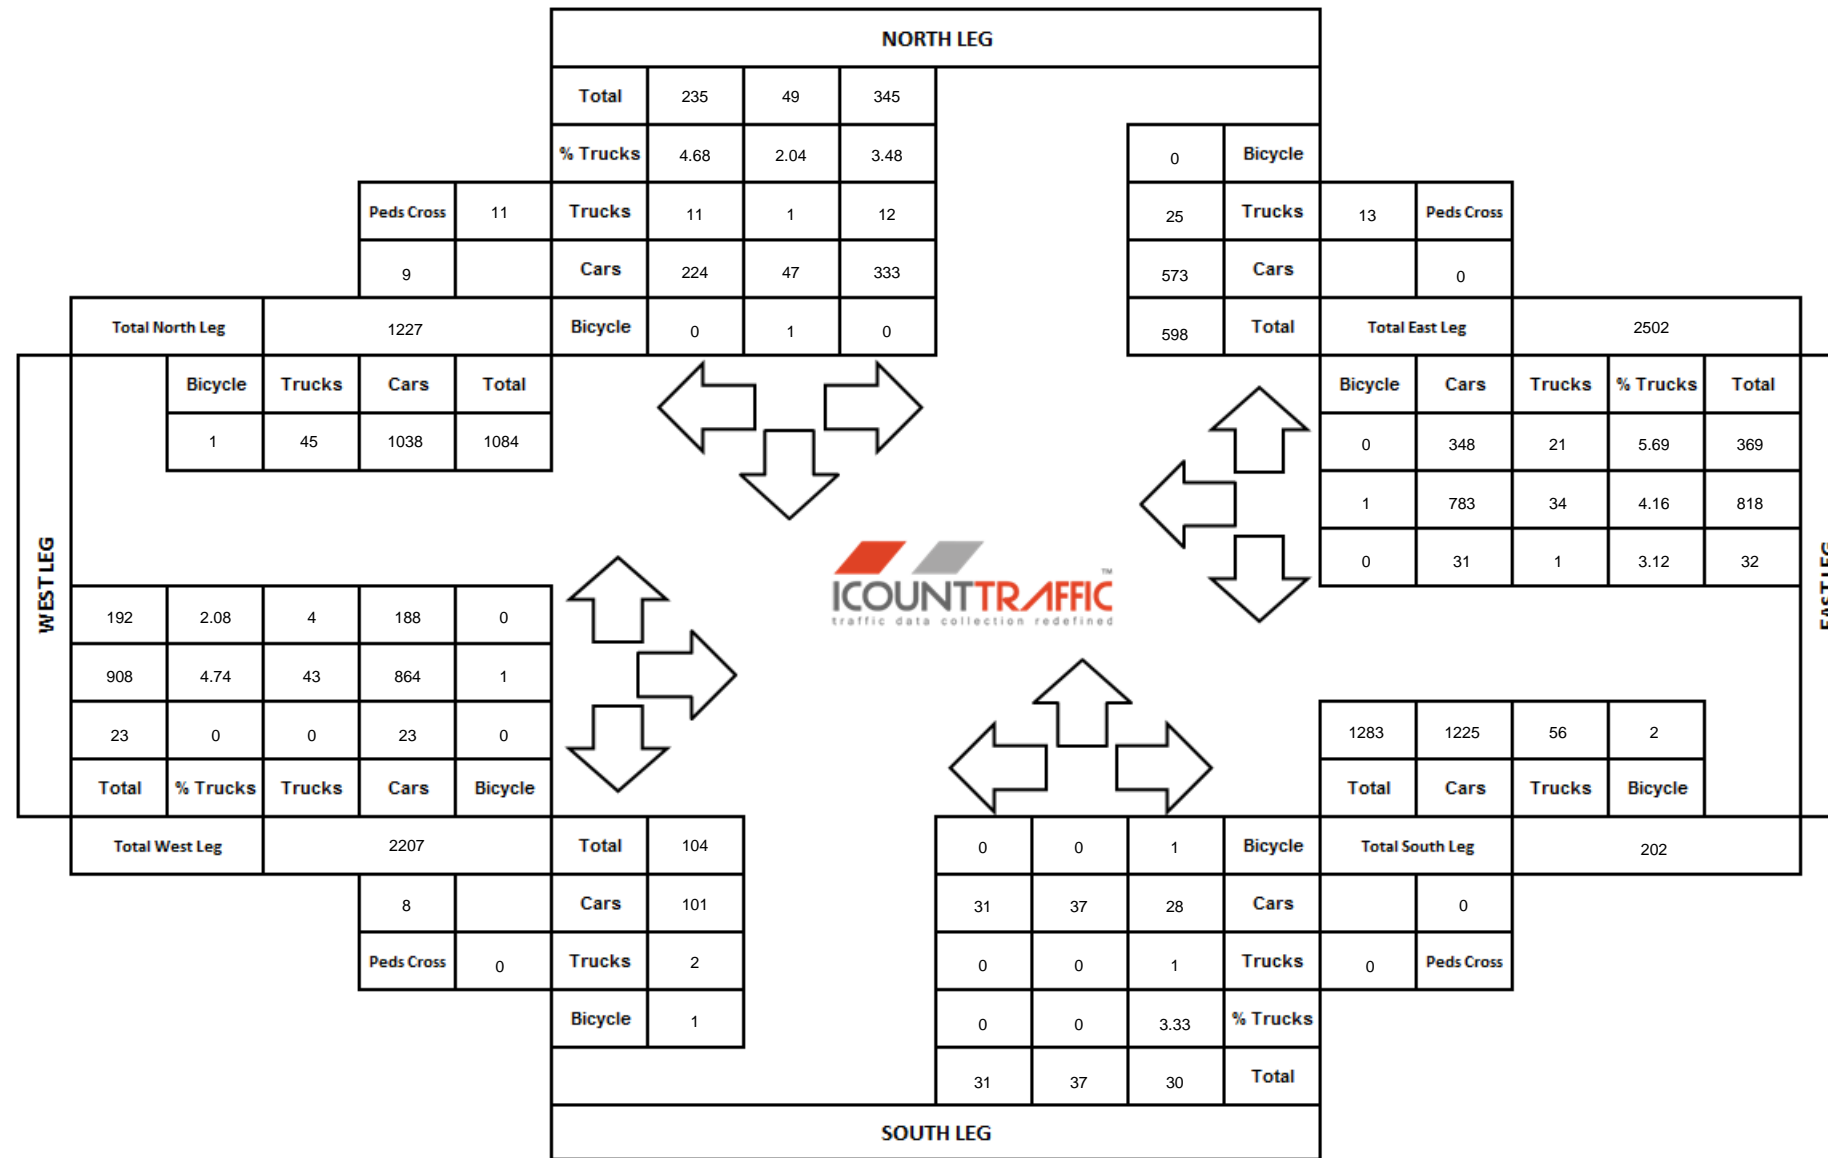 NORTH LEG
Total 235 49 345
% Trucks 4.68 2.04 3.48 0 Bicycle
Peds Cross 11 Trucks 11 1 12 25 Trucks 13 Peds Cross
9 Cars 224 47 333 573 Cars 0
Total North Leg 1227 Bicycle 0 1 0 598 Total Total East Leg 2502
Bicycle Trucks Cars Total Bicycle Cars Trucks % Trucks Total
1 45 1038 1084 0 348 21 5.69 369
1 783 34 4.16 818
0 31 1 3.12 32
WEST LEG
EAST LEG
ICOUNTTRAFFIC™
traffic data collection redefined
192 2.08 4 188 0
908 4.74 43 864 1
23 0 0 23 0 1283 1225 56 2
Total % Trucks Trucks Cars Bicycle Total Cars Trucks Bicycle
Total West Leg 2207 Total 104 0 0 1 Bicycle Total South Leg 202
8 Cars 101 31 37 28 Cars 0
Peds Cross 0 Trucks 2 0 0 1 Trucks 0 Peds Cross
Bicycle 1 0 0 3.33 % Trucks
31 37 30 Total
SOUTH LEG